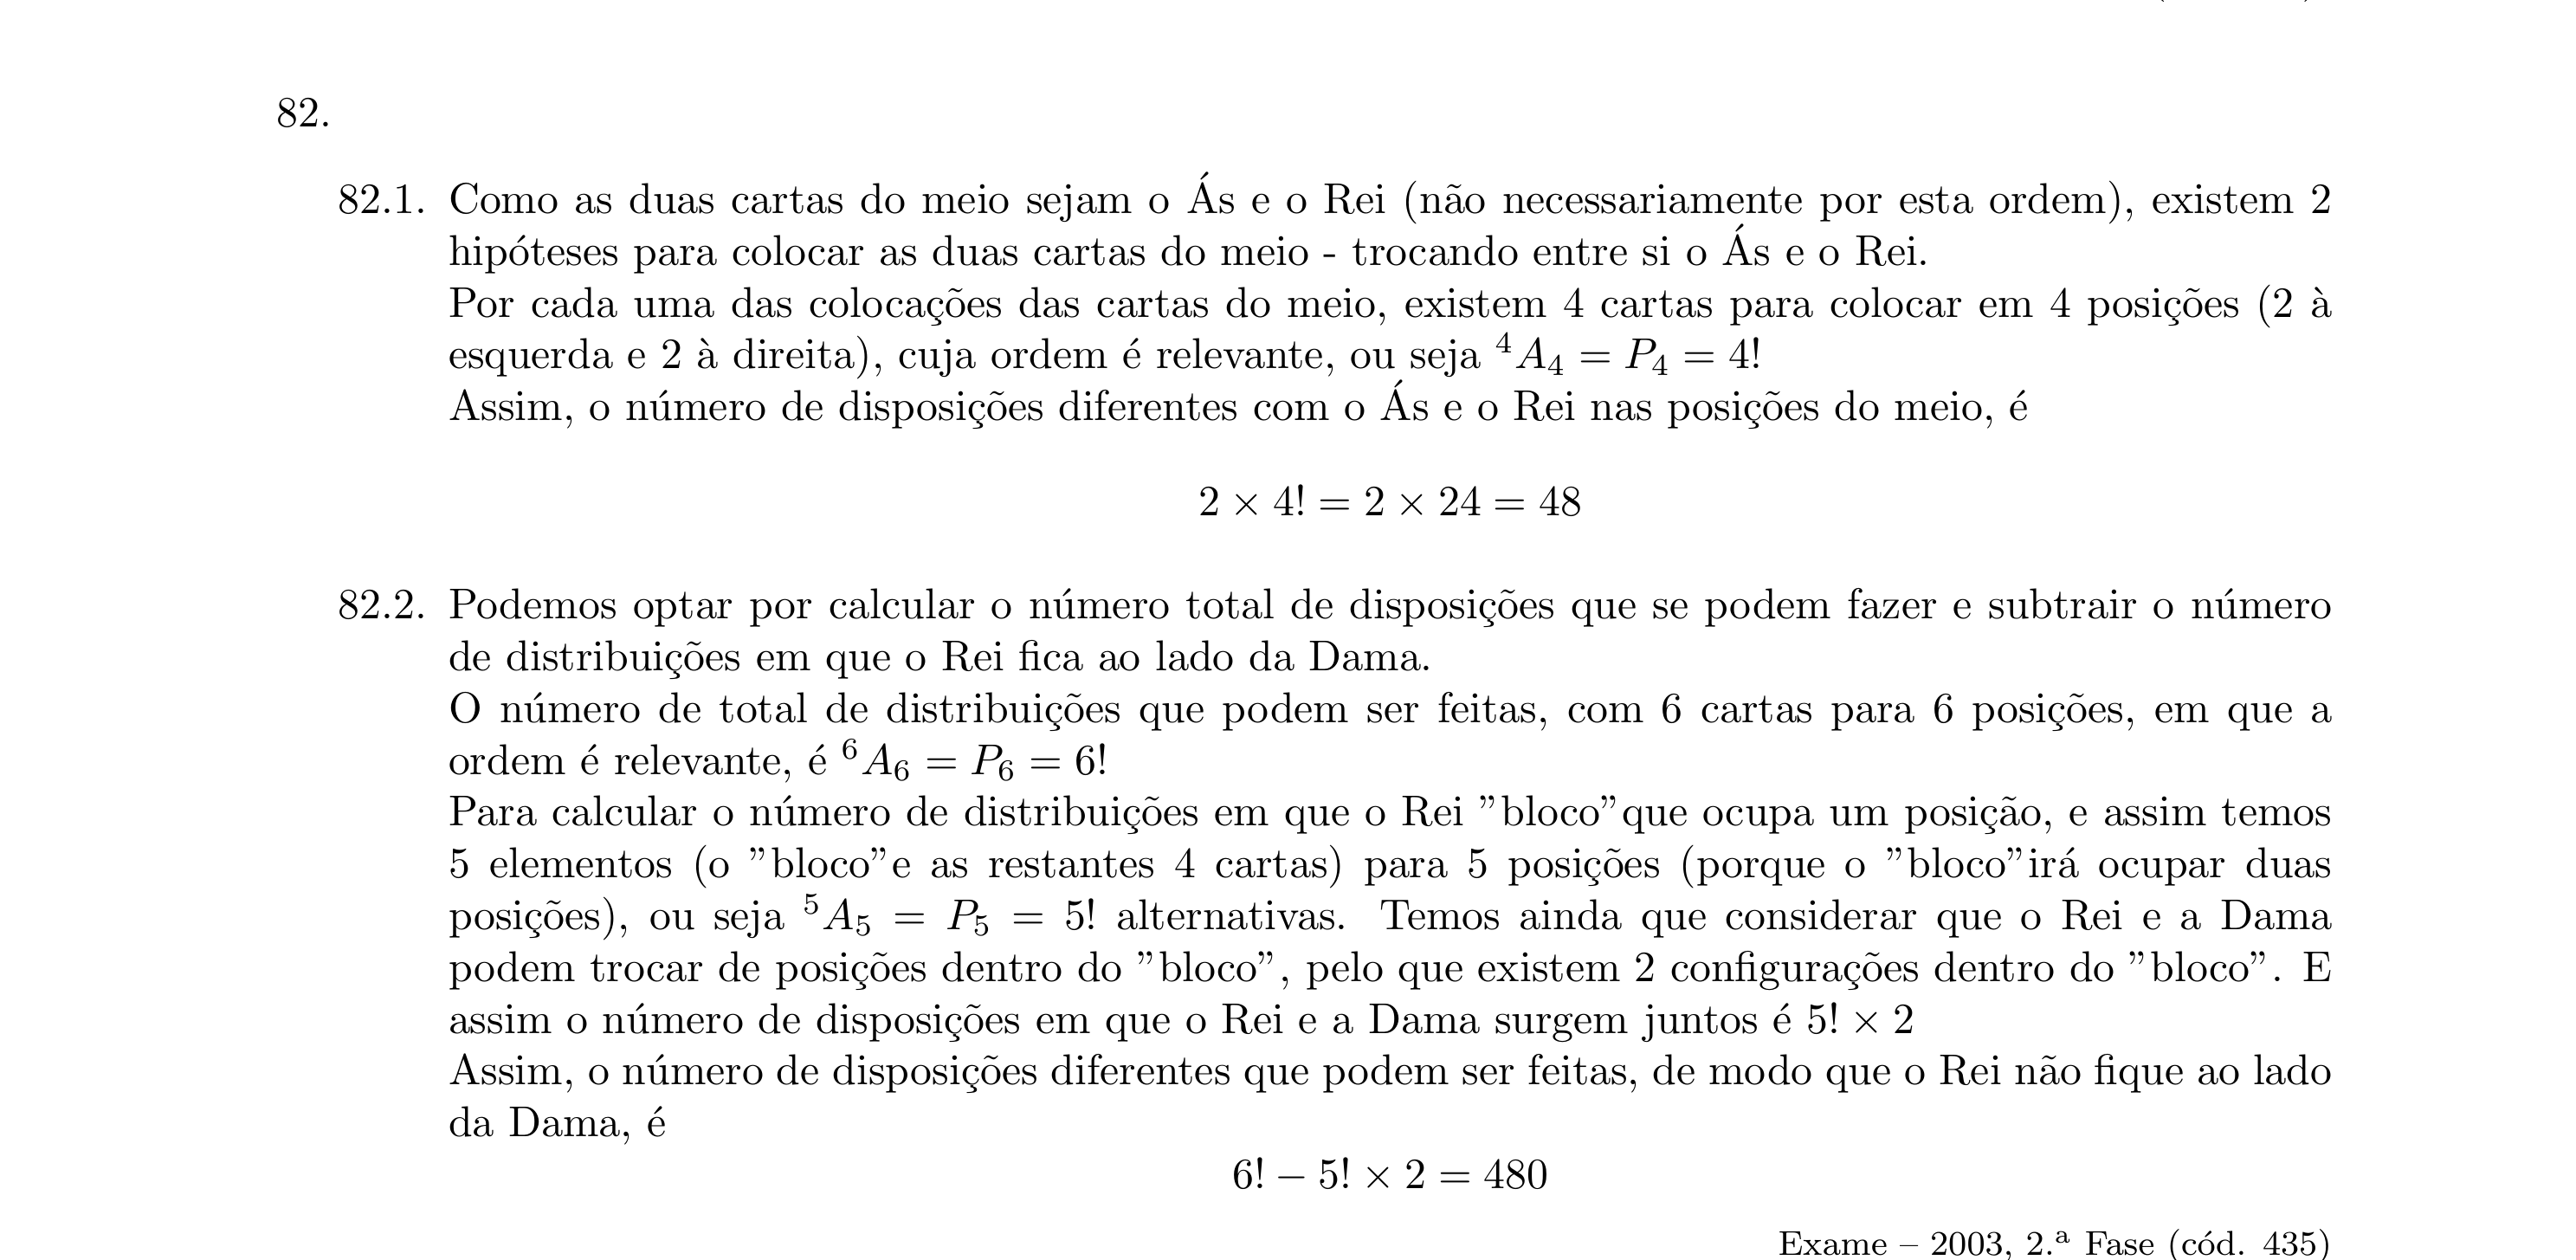 82.
82.1. Como as duas cartas do meio sejam o Ás e o Rei (não necessariamente por esta ordem), existem 2
hipóteses para colocar as duas cartas do meio - trocando entre si o Ás e o Rei.
Por cada uma das colocações das cartas do meio, existem 4 cartas para colocar em 4 posições (2 à
esquerda e 2 à direita), cuja ordem é relevante, ou seja ⁴A₄ = P₄ = 4!
Assim, o número de disposições diferentes com o Ás e o Rei nas posições do meio, é
2 × 4! = 2 × 24 = 48
82.2. Podemos optar por calcular o número total de disposições que se podem fazer e subtrair o número
de distribuições em que o Rei fica ao lado da Dama.
O número de total de distribuições que podem ser feitas, com 6 cartas para 6 posições, em que a
ordem é relevante, é ⁶A₆ = P₆ = 6!
Para calcular o número de distribuições em que o Rei ”bloco”que ocupa um posição, e assim temos
5 elementos (o ”bloco”e as restantes 4 cartas) para 5 posições (porque o ”bloco”irá ocupar duas
posições), ou seja ⁵A₅ = P₅ = 5! alternativas. Temos ainda que considerar que o Rei e a Dama
podem trocar de posições dentro do ”bloco”, pelo que existem 2 configurações dentro do ”bloco”. E
assim o número de disposições em que o Rei e a Dama surgem juntos é 5! × 2
Assim, o número de disposições diferentes que podem ser feitas, de modo que o Rei não fique ao lado
da Dama, é
6! − 5! × 2 = 480
Exame – 2003, 2.ª Fase (cód. 435)